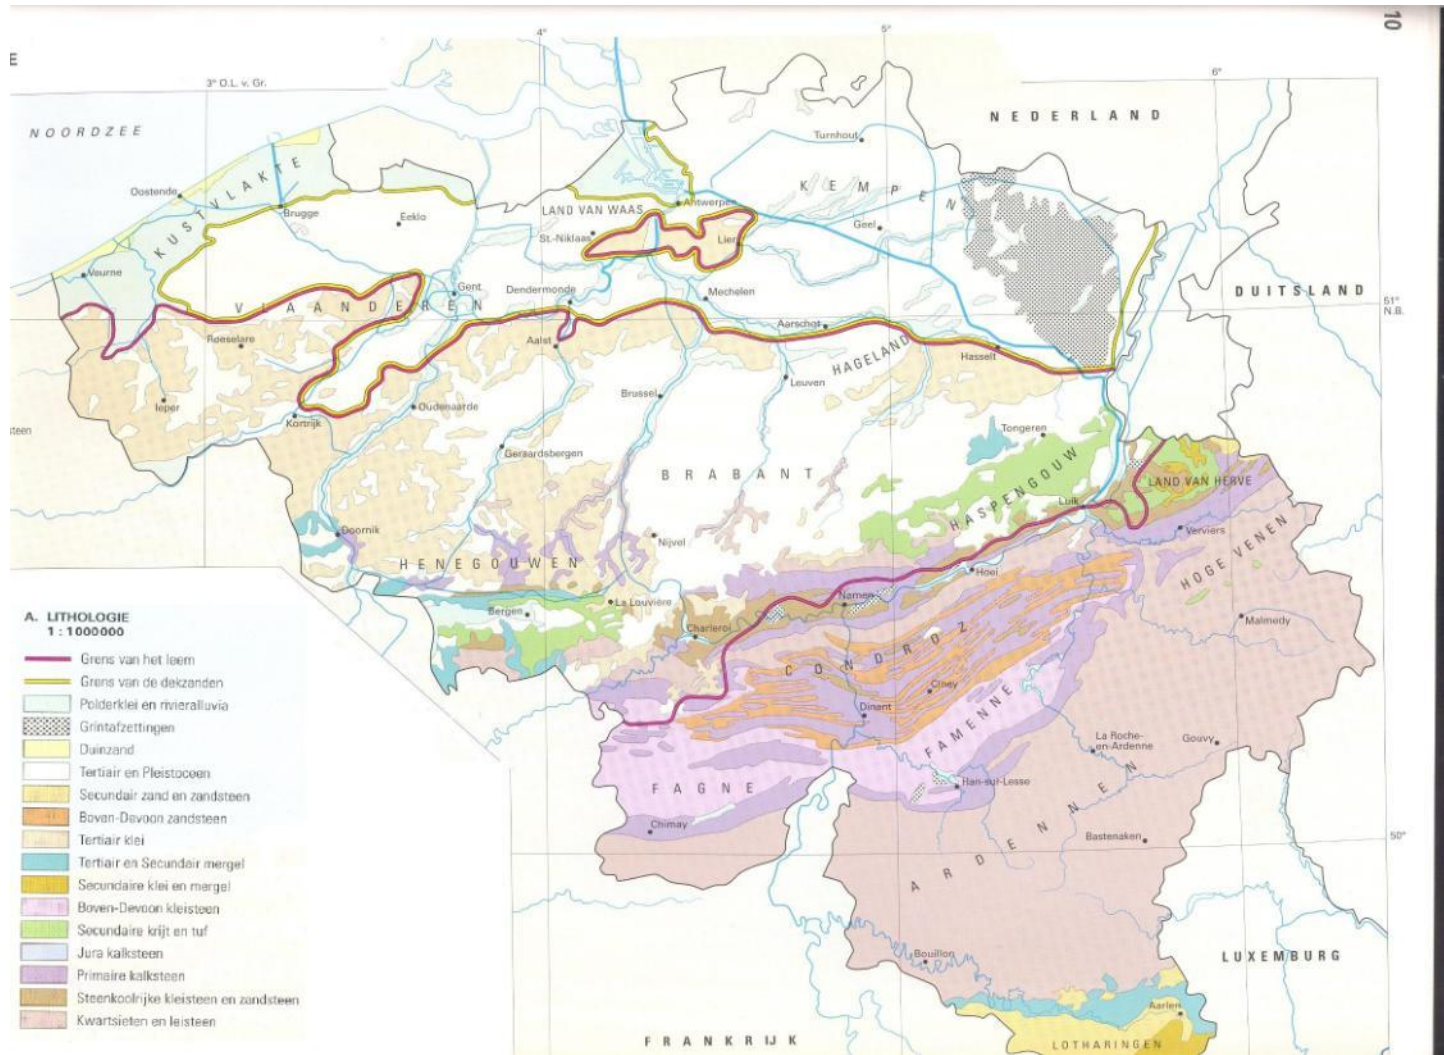 10
E
3° O.L. v. Gr.
4°
5°
6°
NOORDZEE
NEDERLAND
Turnhout
KEMPEN
Oostende
KUSTVLAKTE
Brugge
Eeklo
LAND VAN WAAS
Antwerpen
St.-Niklaas
Lier
Geel
Veurne
Gent
Dendermonde
Mechelen
DUITSLAND
51°
N.B.
VLAANDEREN
Aarschot
Roeselare
Aalst
HAGELAND
Hasselt
Leuven
Ieper
Brussel
Oudenaarde
Kortrijk
steen
Tongeren
Geraardsbergen
BRABANT
HASPENGOUW
LAND VAN HERVE
Luik
Doornik
Nijvel
Verviers
HENEGOUWEN
HOGE VENEN
Hoei
Bergen
La Louvière
Namen
Malmedy
Charleroi
CONDROZ
Ciney
Dinant
FAMENNE
La Roche-
en-Ardenne
Gouvy
FAGNE
Han-sur-Lesse
Chimay
Bastenaken
50°
ARDENNEN
Bouillon
LUXEMBURG
Aarlen
FRANKRIJK
LOTHARINGEN
A. LITHOLOGIE
1 : 1000000
Grens van het leem
Grens van de dekzanden
Polderklei en rivieralluvia
Grintafzettingen
Duinzand
Tertiair en Pleistoceen
Secundair zand en zandsteen
Boven-Devoon zandsteen
Tertiair klei
Tertiair en Secundair mergel
Secundaire klei en mergel
Boven-Devoon kleisteen
Secundaire krijt en tuf
Jura kalksteen
Primaire kalksteen
Steenkoolrijke kleisteen en zandsteen
Kwartsieten en leisteen